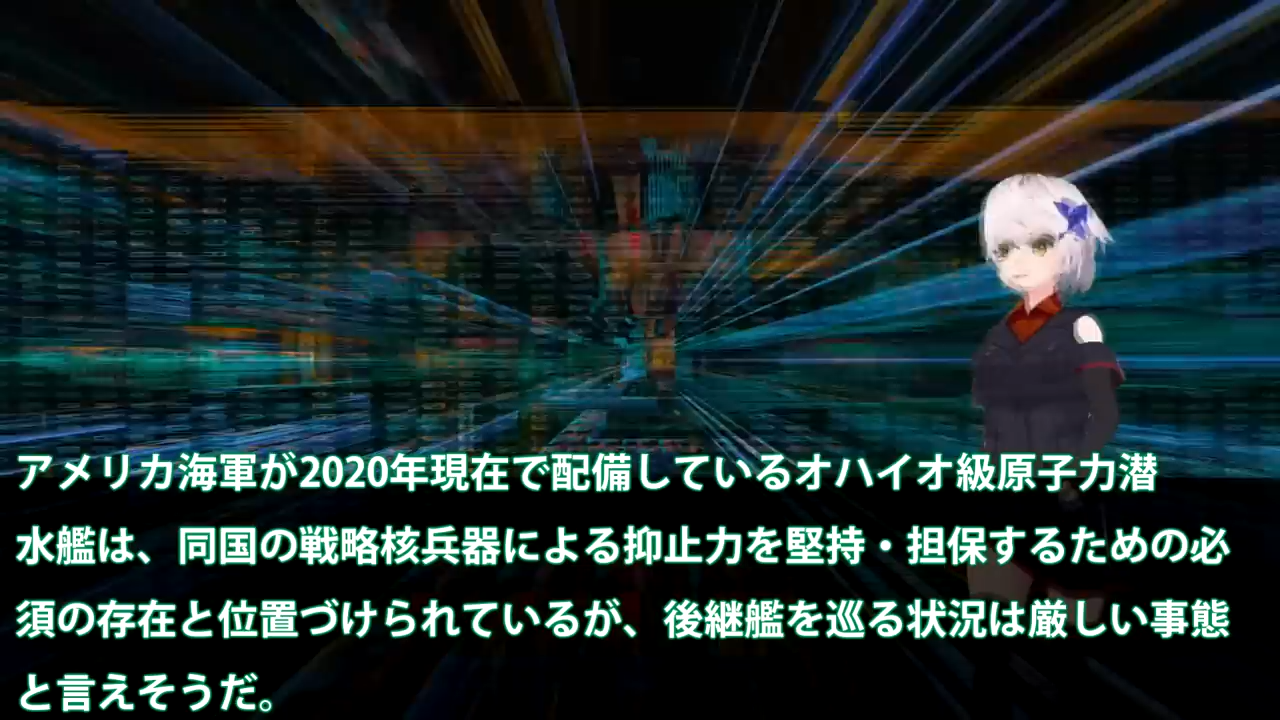 アメリカ海軍が2020年現在で配備しているオハイオ級原子力潜
水艦は、同国の戦略核兵器による抑止力を堅持・担保するための必
須の存在と位置づけられているが、後継艦を巡る状況は厳しい事態
と言えそうだ。